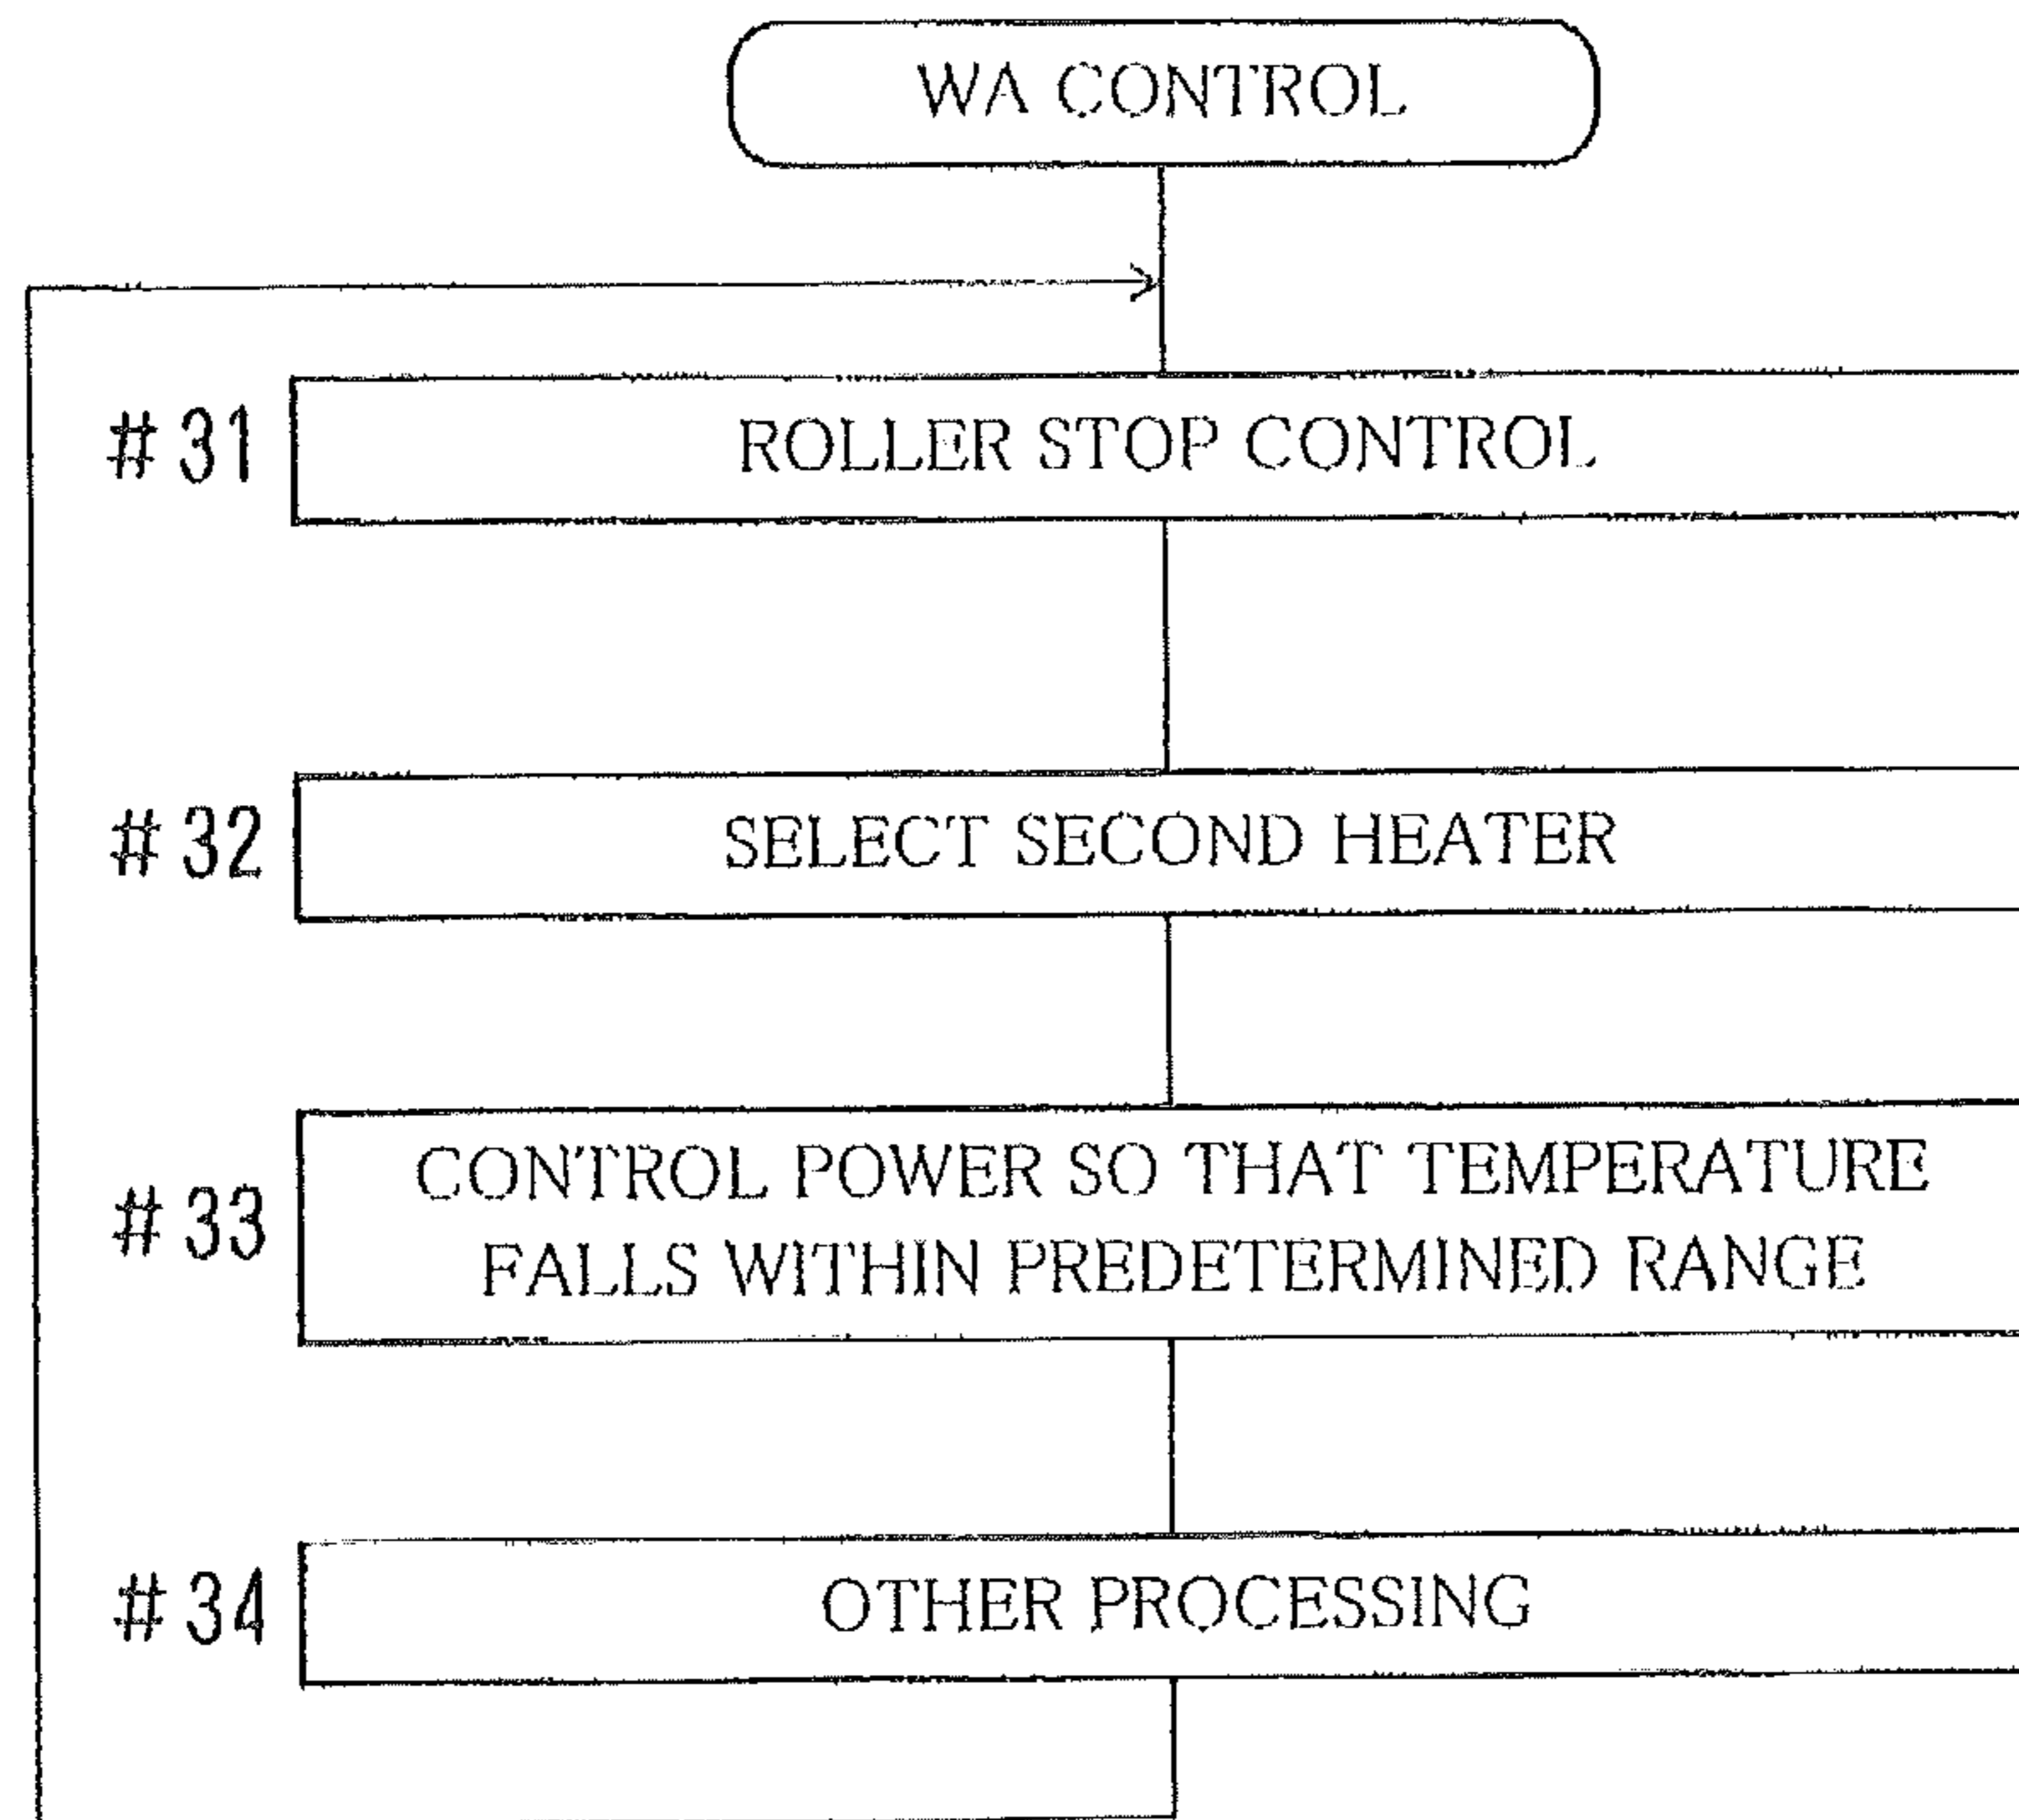 WA CONTROL
#31 ROLLER STOP CONTROL
#32 SELECT SECOND HEATER
#33 CONTROL POWER SO THAT TEMPERATURE
FALLS WITHIN PREDETERMINED RANGE
#34 OTHER PROCESSING